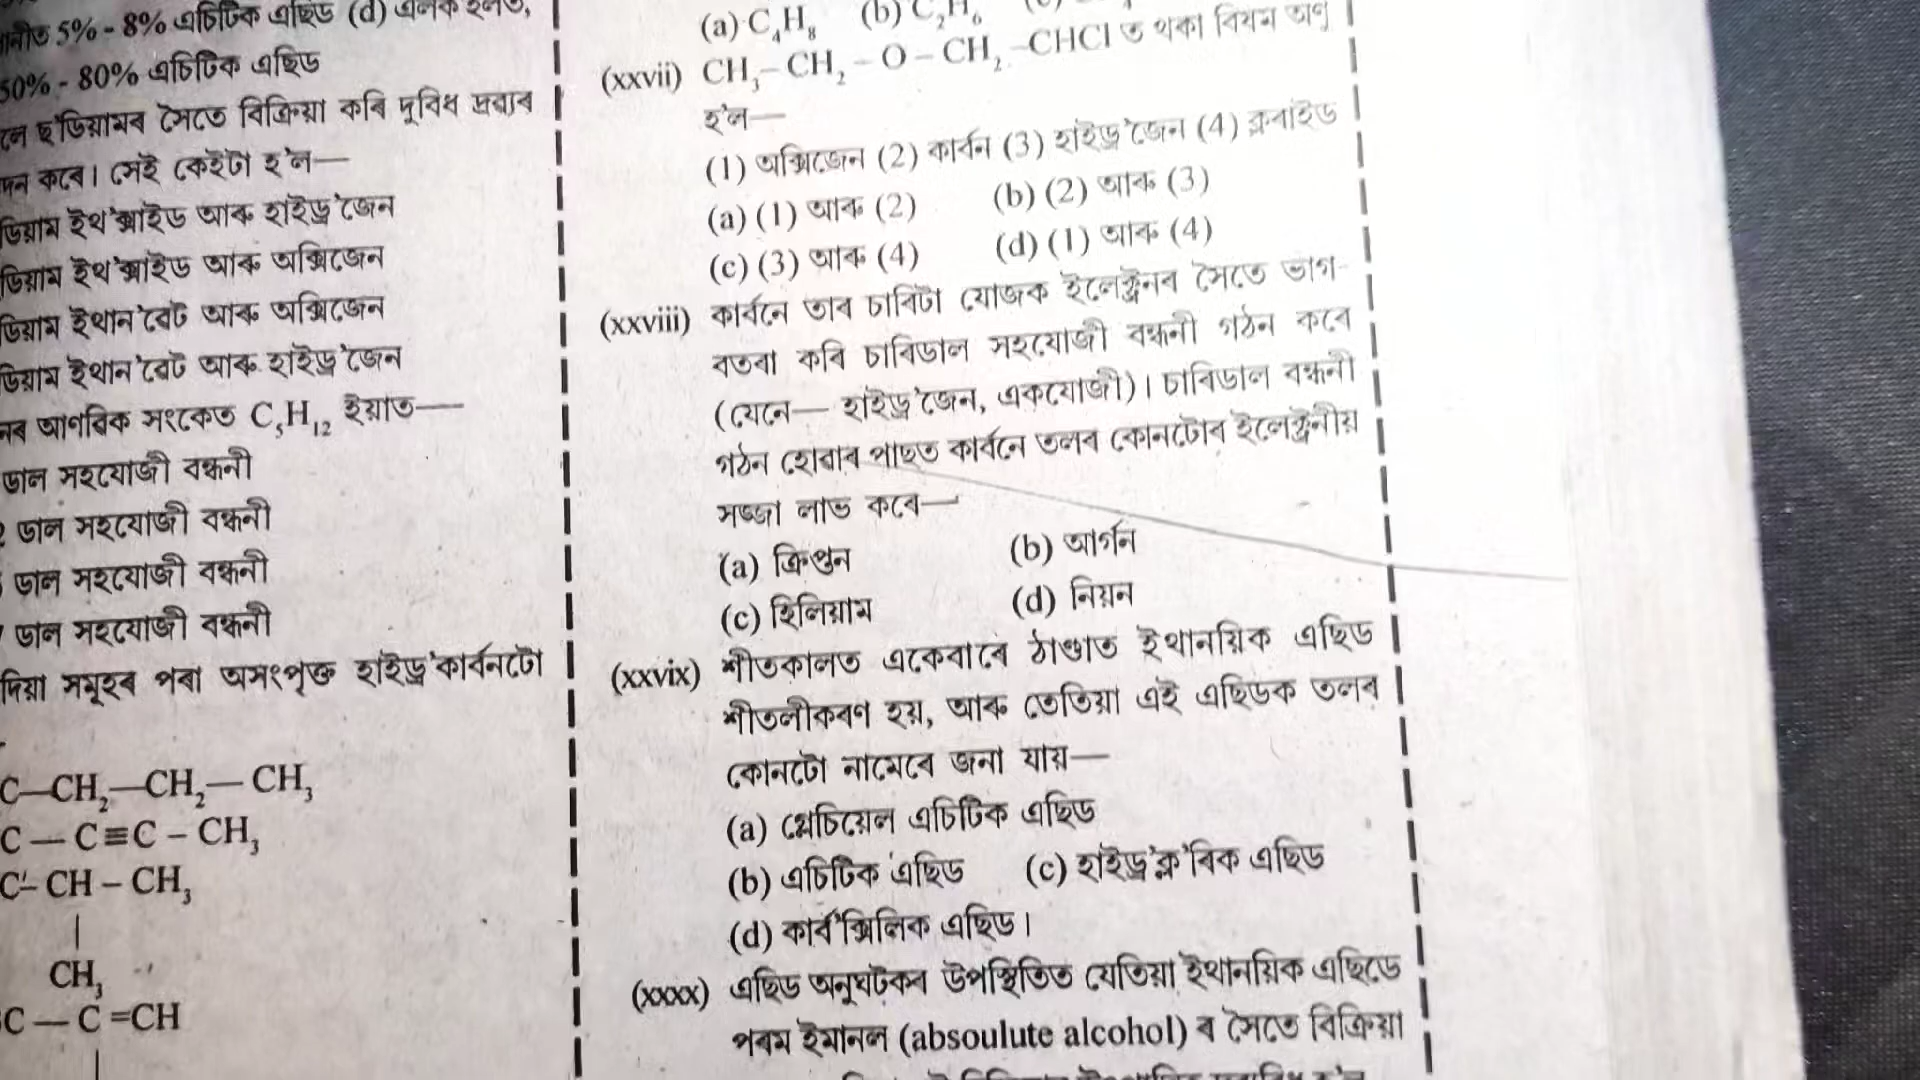 5% - 8% এচিটিক এছিড (d) এলকহলত,
50% - 80% এচিটিক এছিড
ছ'ডিয়ামৰ সৈতে বিক্ৰিয়া কৰি দুবিধ দ্ৰব্যৰ
কৰে। সেই কেইটা হ'ল—
ডিয়াম ইথ'ক্সাইড আৰু হাইড্ৰ'জেন
ডিয়াম ইথ'ক্সাইড আৰু অক্সিজেন
ডিয়াম ইথান'ৱেট আৰু অক্সিজেন
ডিয়াম ইথান'ৱেট আৰু হাইড্ৰ'জেন
নৰ আণৱিক সংকেত C₅H₁₂ ইয়াত—
ডাল সহযোজী বন্ধনী
ডাল সহযোজী বন্ধনী
ডাল সহযোজী বন্ধনী
ডাল সহযোজী বন্ধনী
দিয়া সমূহৰ পৰা অসংপৃক্ত হাইড্ৰ'কাৰ্বনটো
C—CH₂—CH₂—CH₃
C — C≡C – CH₃
C – CH – CH₃
|
CH₃
C — C =CH
|
(a) C₄H₈ (b) C₂H₆
(xxvii) CH₃– CH₂ – O – CH₂ –CHCl ত থকা বিষম অণু
হ'ল—
(1) অক্সিজেন (2) কাৰ্বন (3) হাইড্ৰ'জেন (4) ক্লৰাইড
(a) (1) আৰু (2) (b) (2) আৰু (3)
(c) (3) আৰু (4) (d) (1) আৰু (4)
(xxviii) কাৰ্বনে তাৰ চাৰিটা যোজক ইলেক্ট্ৰনৰ সৈতে ভাগ-
বতৰা কৰি চাৰিডাল সহযোজী বন্ধনী গঠন কৰে
(যেনে— হাইড্ৰ'জেন, একযোজী)। চাৰিডাল বন্ধনী
গঠন হোৱাৰ পাছত কাৰ্বনে তলৰ কোনটোৰ ইলেক্ট্ৰনীয়
সজ্জা লাভ কৰে—
(a) ক্ৰিপ্তন (b) আৰ্গন
(c) হিলিয়াম (d) নিয়ন
(xxvix) শীতকালত একেবাৰে ঠাণ্ডাত ইথানয়িক এছিড
শীতলীকৰণ হয়, আৰু তেতিয়া এই এছিডক তলৰ
কোনটো নামেৰে জনা যায়—
(a) গ্লেচিয়েল এচিটিক এছিড
(b) এচিটিক এছিড (c) হাইড্ৰ'ক্ল'ৰিক এছিড
(d) কাৰ্ব'ক্সিলিক এছিড।
(xxxx) এছিড অনুঘটকৰ উপস্থিতিত যেতিয়া ইথানয়িক এছিডে
পৰম ইমানল (absoulute alcohol) ৰ সৈতে বিক্ৰিয়া